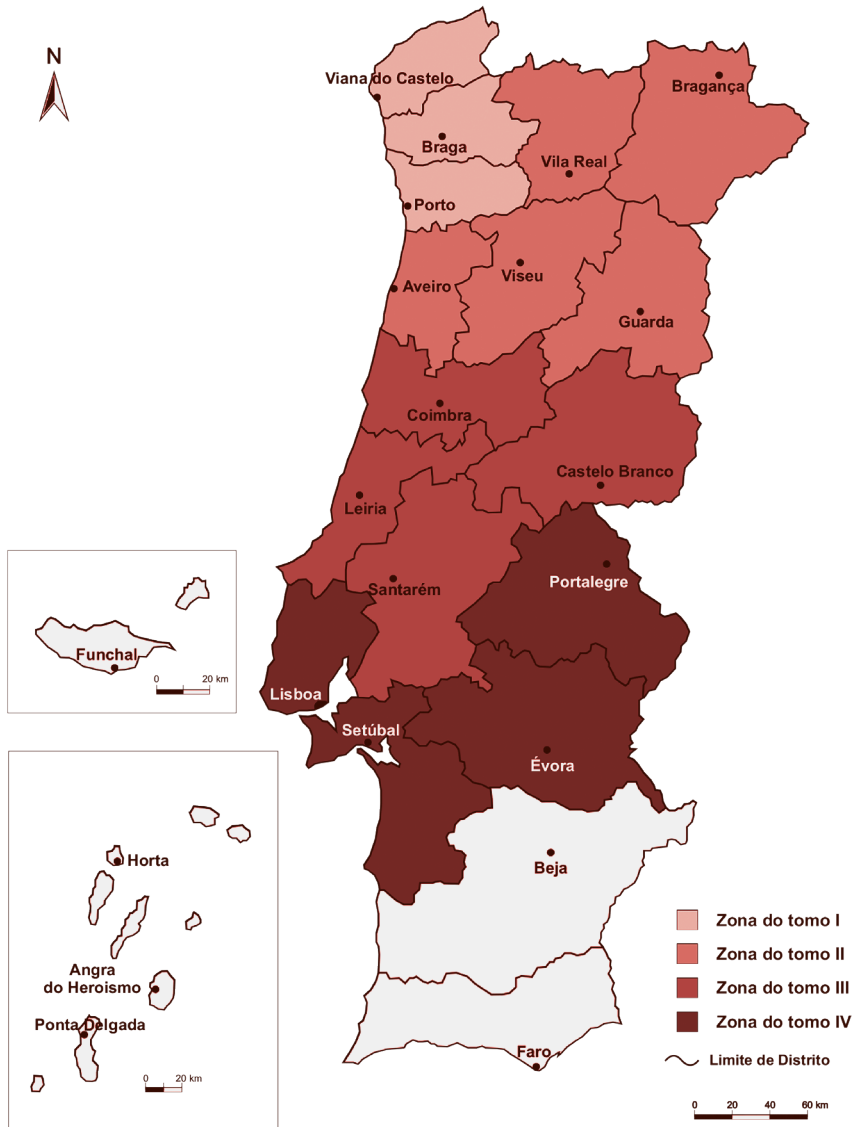 N
Viana do Castelo
Bragança
Braga
Vila Real
Porto
Viseu
Aveiro
Guarda
Coimbra
Castelo Branco
Leiria
Portalegre
Santarém
Funchal
0 20 km
Lisboa
Setúbal
Évora
Horta
Beja
Angra
do Heroismo
Ponta Delgada
0 20 km
Faro
Zona do tomo I
Zona do tomo II
Zona do tomo III
Zona do tomo IV
Limite de Distrito
0 20 40 60 km